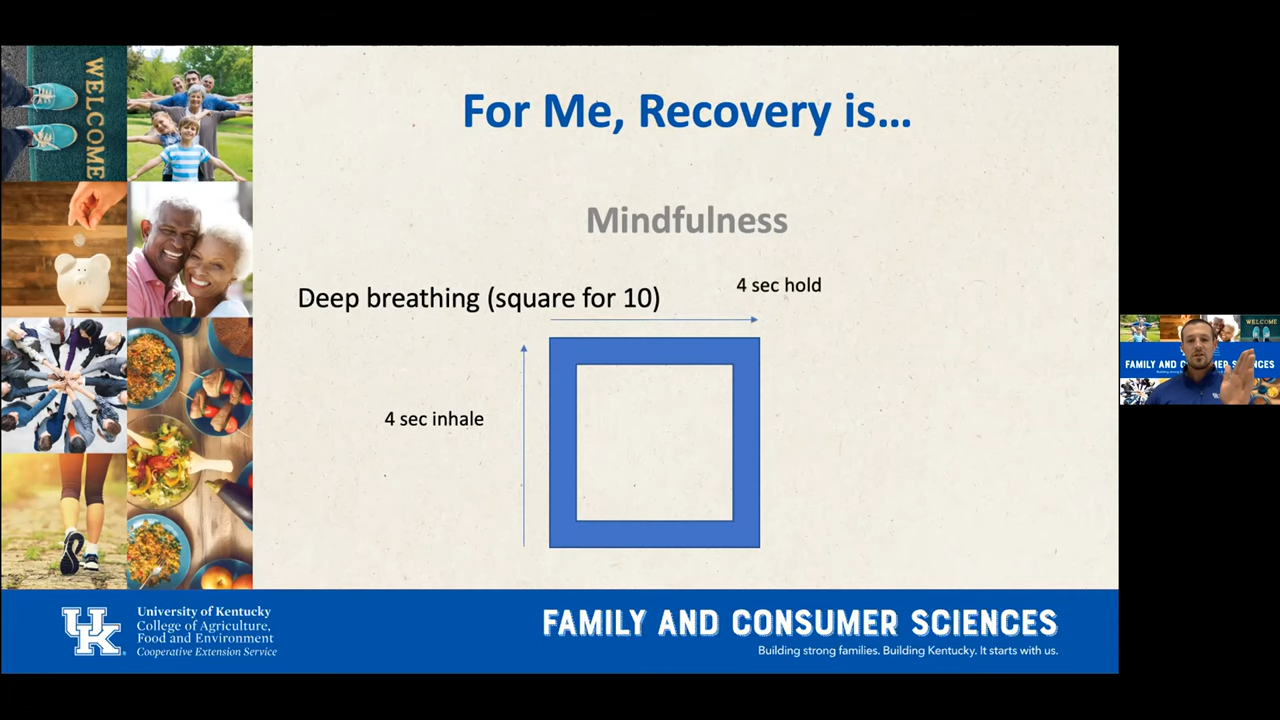 WELCOME
For Me, Recovery is...
Mindfulness
Deep breathing (square for 10)
4 sec hold
4 sec inhale
WELCOME
FAMILY AND CONSUMER SCIENCES
UK
University of Kentucky
College of Agriculture,
Food and Environment
Cooperative Extension Service
FAMILY AND CONSUMER SCIENCES
Building strong families. Building Kentucky. It starts with us.